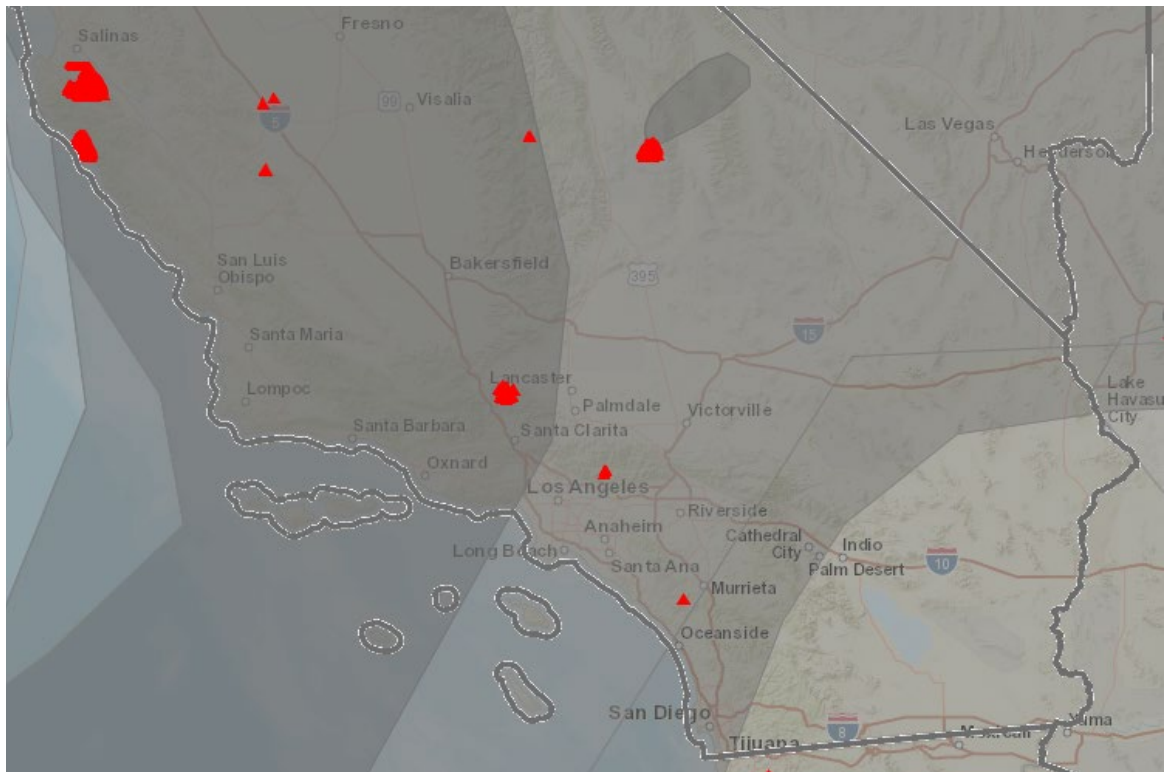 Fresno
Salinas
99
Visalia
5
Las Vegas
Henderson
San Luis
Obispo
Bakersfield
395
15
Santa Maria
Lancaster
Lompoc
Palmdale
Lake
Havasu
City
Victorville
Santa Barbara
Santa Clarita
Oxnard
Los Angeles
Riverside
Anaheim
Cathedral
City
Indio
Long Beach
Santa Ana
Palm Desert
10
Murrieta
Oceanside
San Diego
8
Yuma
Tijuana
Mexicali